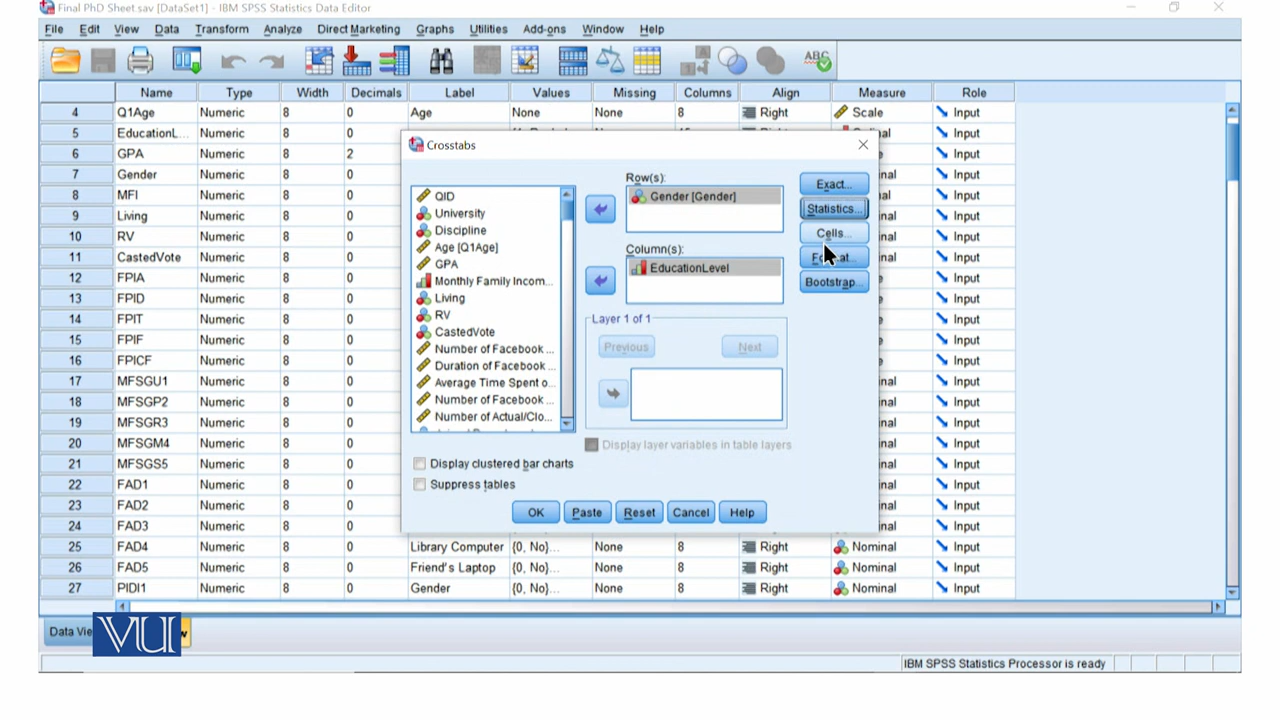 Final PhD Sheet.sav [DataSet1] - IBM SPSS Statistics Data Editor
File Edit View Data Transform Analyze Direct Marketing Graphs Utilities Add-ons Window Help
Name Type Width Decimals Label Values Missing Columns Align Measure Role
4 Q1Age Numeric 8 0 Age None None 8 Right Scale Input
5 EducationL... Numeric 8 0 Input
6 GPA Numeric 8 2 Input
7 Gender Numeric 8 0 Input
8 MFI Numeric 8 0 Input
9 Living Numeric 8 0 Input
10 RV Numeric 8 0 Input
11 CastedVote Numeric 8 0 Input
12 FPIA Numeric 8 0 Input
13 FPID Numeric 8 0 Input
14 FPIT Numeric 8 0 Input
15 FPIF Numeric 8 0 Input
16 FPICF Numeric 8 0 Input
17 MFSGU1 Numeric 8 0 Input
18 MFSGP2 Numeric 8 0 Input
19 MFSGR3 Numeric 8 0 Input
20 MFSGM4 Numeric 8 0 Input
21 MFSGS5 Numeric 8 0 Input
22 FAD1 Numeric 8 0 Input
23 FAD2 Numeric 8 0 Input
24 FAD3 Numeric 8 0 Input
25 FAD4 Numeric 8 0 Library Computer {0, No}... None 8 Right Nominal Input
26 FAD5 Numeric 8 0 Friend's Laptop {0, No}... None 8 Right Nominal Input
27 PIDI1 Numeric 8 0 Gender {0, No}... None 8 Right Nominal Input
Crosstabs
QID
University
Discipline
Age [Q1Age]
GPA
Monthly Family Incom...
Living
RV
CastedVote
Number of Facebook ...
Duration of Facebook ...
Average Time Spent o...
Number of Facebook ...
Number of Actual/Clo...
Row(s):
Gender [Gender]
Column(s):
EducationLevel
Layer 1 of 1
Previous Next
Display layer variables in table layers
Exact...
Statistics...
Cells...
Bootstrap...
Display clustered bar charts
Suppress tables
OK Paste Reset Cancel Help
VU
IBM SPSS Statistics Processor is ready